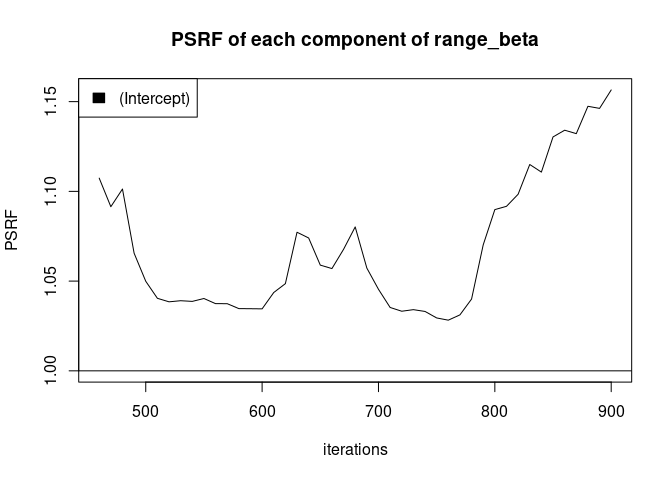 PSRF of each component of range_beta
(Intercept)
PSRF
1.15
1.10
1.05
1.00
500 600 700 800 900
iterations